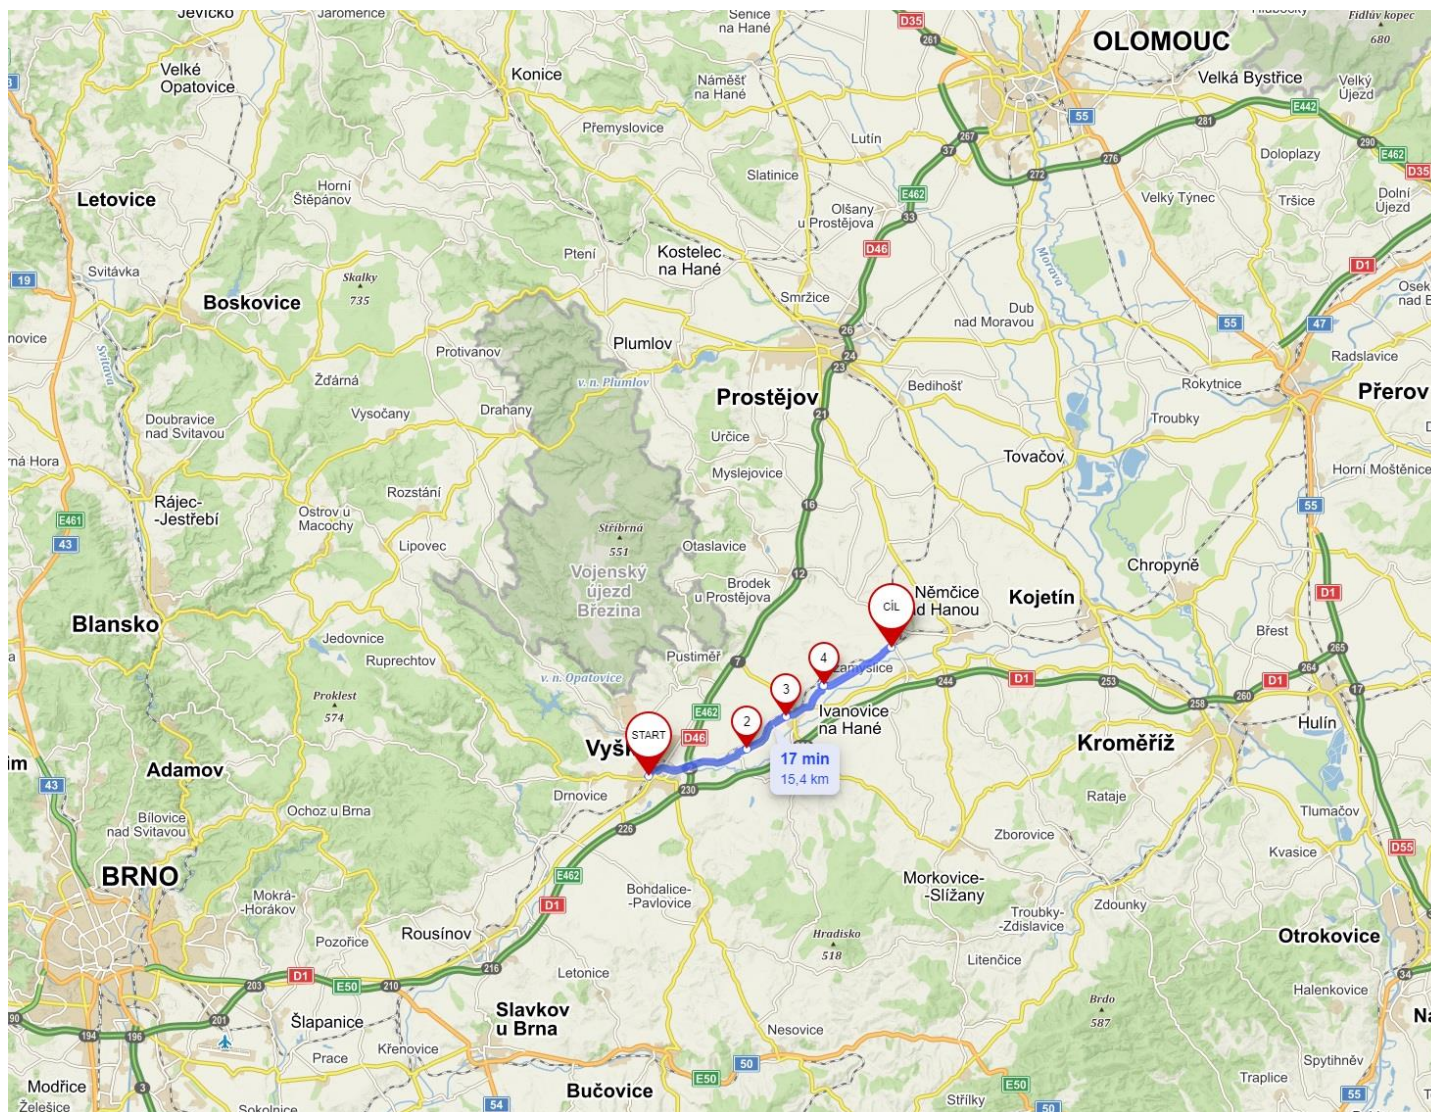 Jevíčko
Jaroměřice
Senice
na Hané
D35
261
OLOMOUC
Fidlův kopec
680
Velké
Opatovice
Konice
Náměšť
na Hané
Velká Bystřice
Velký
Újezd
E442
281
55
Přemyslovice
Lutín
267
37
290
E462
276
Doloplazy
D35
Letovice
Horní
Štěpánov
Slatinice
272
E462
Velký Týnec
Tršice
Dolní
Újezd
Olšany
u Prostějova
33
Ptení
Kostelec
na Hané
D46
Morava
D1
Svitávka
19
Skalky
735
Boskovice
Smržice
Dub
nad Moravou
Osek
55
47
26
Svitava
Protivanov
Plumlov
24
23
Radslavice
Žďárná
v. n. Plumlov
Bedihošť
Rokytnice
Přerov
Prostějov
Doubravice
nad Svitavou
Vysočany
Drahany
21
Troubky
Určice
Tovačov
Myslejovice
Horní Moštěnice
Rájec-
-Jestřebí
Rozstání
Ostrov u
Macochy
16
55
E461
43
Stříbrná
551
Lipovec
Otaslavice
Chropyně
Vojenský
újezd
Březina
12
Brodek
u Prostějova
Němčice
Kojetín
D1
CÍL
Blansko
Jedovnice
Ruprechtov
Pustiměř
7
4
Břest
265
264
v. n. Opatovice
244
D1
253
D1
17
Proklest
574
3
260
258
E462
2
Ivanovice
na Hané
Hulín
START
D46
Kroměříž
17 min
15,4 km
Adamov
43
230
Drnovice
Rataje
Tlumačov
Ochoz u Brna
Bílovice
nad Svitavou
226
Zborovice
D55
Kvasice
BRNO
E462
Mokrá-
-Horákov
Bohdalice-
-Pavlovice
Morkovice-
-Slížany
D1
Zdounky
Troubky-
-Zdislavice
Rousínov
Pozořice
Hradisko
518
Otrokovice
Litenčice
216
Letonice
34
D1
203
E50
210
Halenkovice
Brdo
587
Slavkov
u Brna
201
Šlapanice
194
196
Nesovice
Křenovice
Prace
50
Spytihněv
E50
E50
Traplice
Modřice
3
Bučovice
55
Želešice
Sokolnice
54
Střílky
50